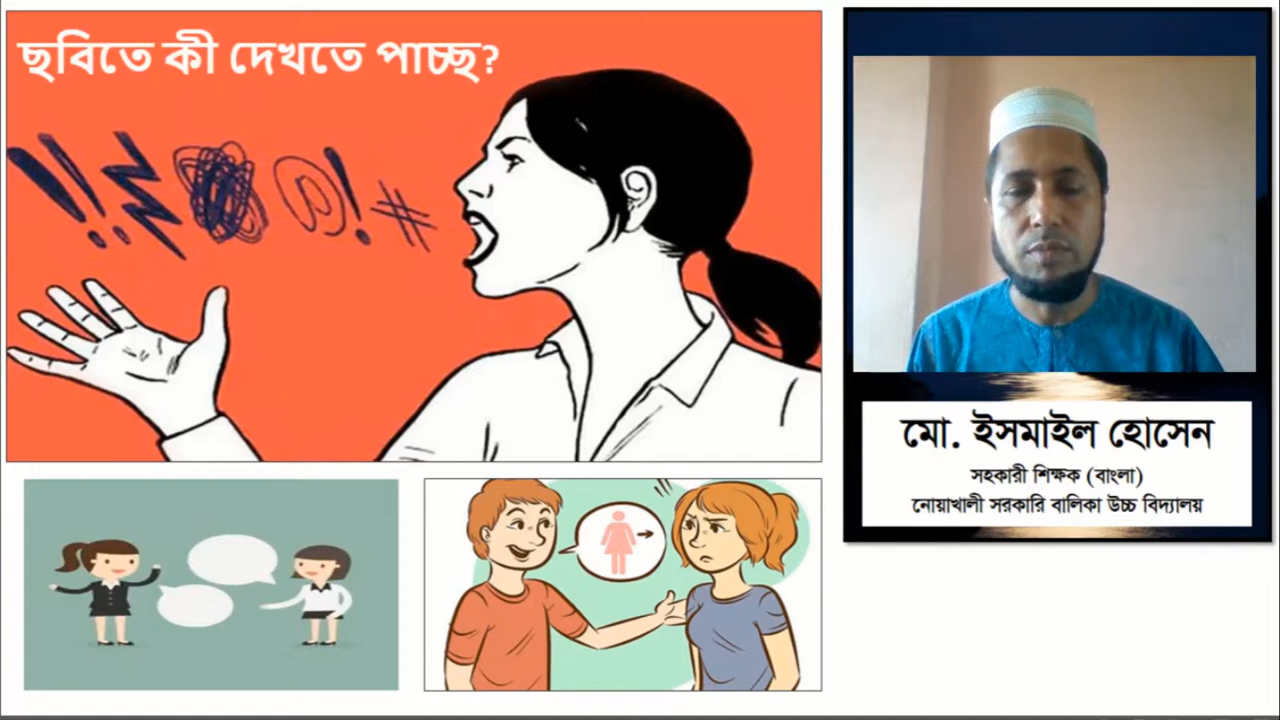 ছবিতে কী দেখতে পাচ্ছ?
মো. ইসমাইল হোসেন
সহকারী শিক্ষক (বাংলা)
নোয়াখালী সরকারি বালিকা উচ্চ বিদ্যালয়